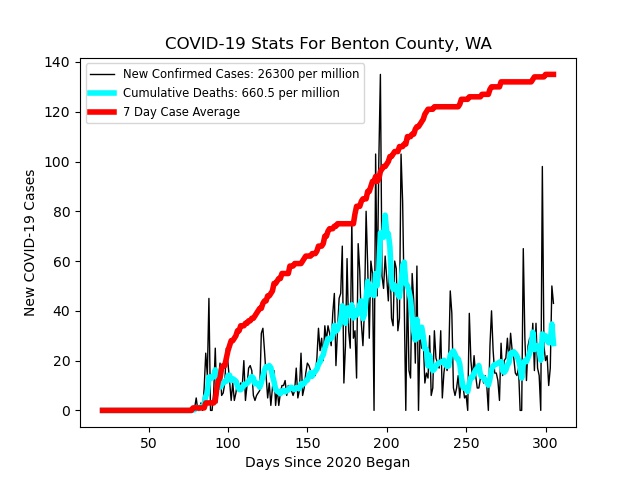 COVID-19 Stats For Benton County, WA
New Confirmed Cases: 26300 per million
Cumulative Deaths: 660.5 per million
7 Day Case Average
New COVID-19 Cases
140
120
100
80
60
40
20
0
50 100 150 200 250 300
Days Since 2020 Began